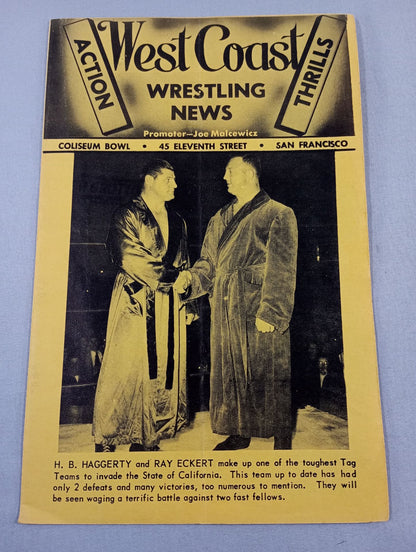 ACTION
West Coast
THRILLS
WRESTLING
NEWS
Promoter—Joe Malcewicz
COLISEUM BOWL • 45 ELEVENTH STREET • SAN FRANCISCO
H. B. HAGGERTY and RAY ECKERT make up one of the toughest Tag
Teams to invade the State of California. This team up to date has had
only 2 defeats and many victories, too numerous to mention. They will
be seen waging a terrific battle against two fast fellows.